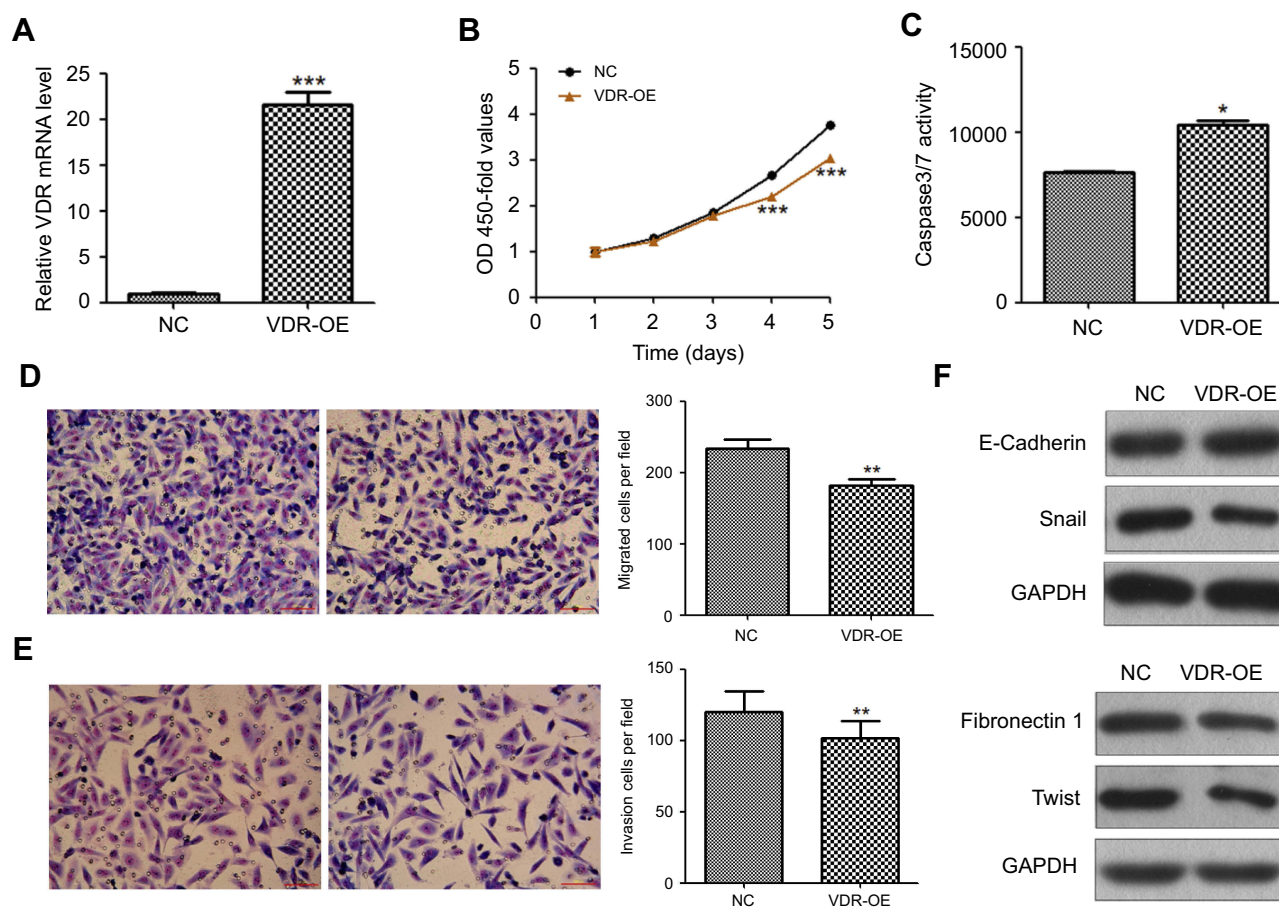 A
Relative VDR mRNA level
25
20
15
10
5
0
***
NC
VDR-OE
B
OD 450-fold values
5
4
3
2
1
0
NC
VDR-OE
***
***
0
1
2
3
4
5
Time (days)
C
Caspase3/7 activity
15000
10000
5000
0
*
NC
VDR-OE
D
Migrated cells per field
300
200
100
0
**
NC
VDR-OE
E
Invasion cells per field
150
100
50
0
**
NC
VDR-OE
F
NC VDR-OE
E-Cadherin
Snail
GAPDH
NC VDR-OE
Fibronectin 1
Twist
GAPDH